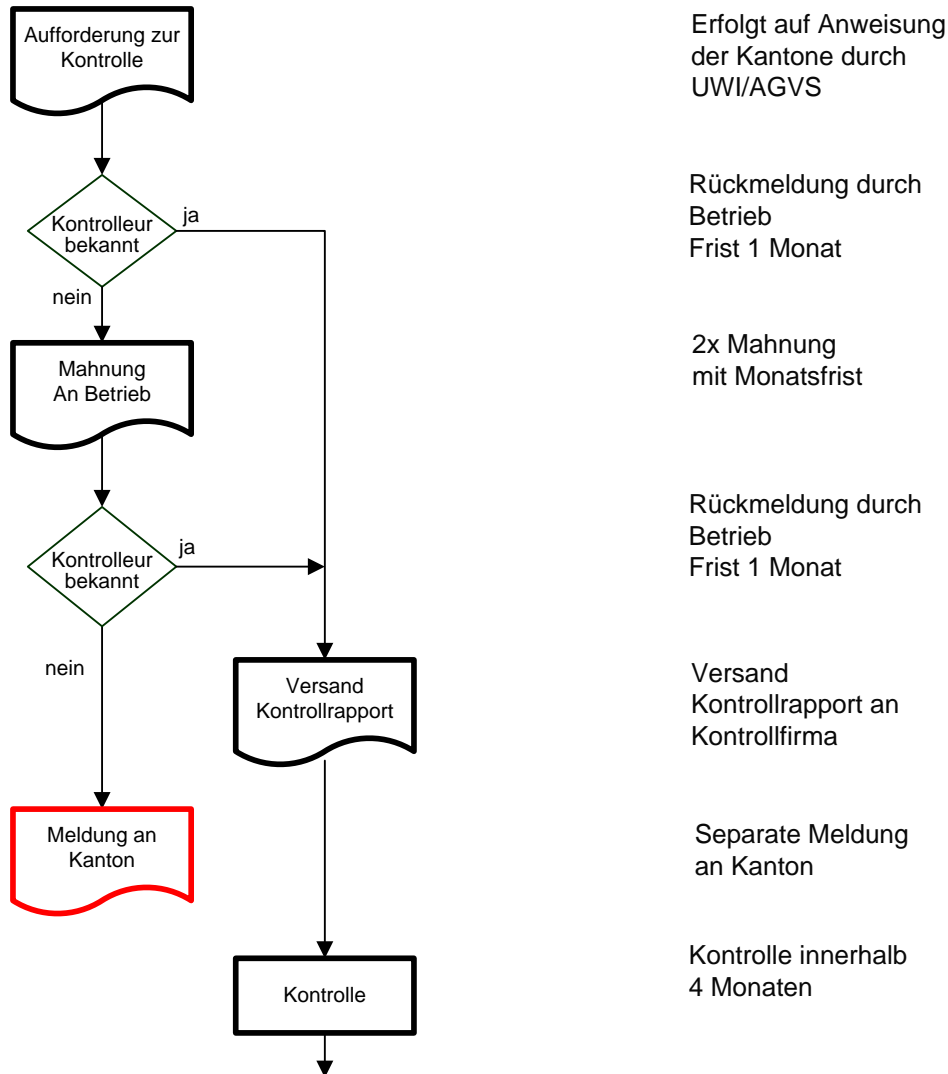 Aufforderung zur
Kontrolle
Erfolgt auf Anweisung
der Kantone durch
UWI/AGVS
Kontrolleur
bekannt
ja
nein
Rückmeldung durch
Betrieb
Frist 1 Monat
Mahnung
An Betrieb
2x Mahnung
mit Monatsfrist
Kontrolleur
bekannt
ja
nein
Rückmeldung durch
Betrieb
Frist 1 Monat
Versand
Kontrollrapport
Versand
Kontrollrapport an
Kontrollfirma
Meldung an
Kanton
Separate Meldung
an Kanton
Kontrolle
Kontrolle innerhalb
4 Monaten